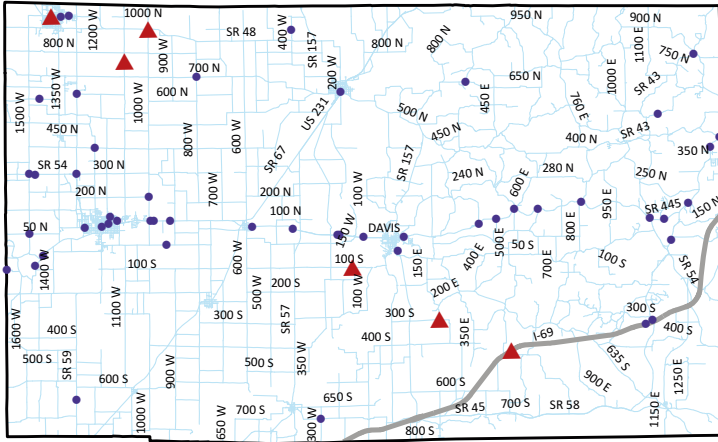 1000 N
950 N
900 N
1200 W
400 W
SR 48
SR 157
800 N
800 N
800 N
1100 E
750 N
900 W
700 N
600 N
200 W
650 N
1000 E
SR 43
1350 W
1500 W
1000 W
450 E
760 E
US 231
500 N
450 N
450 N
400 N
SR 43
800 W
600 W
SR 67
SR 157
350 N
SR 54
300 N
280 N
250 N
240 N
200 N
700 W
200 N
100 W
600 E
950 E
SR 445
150 N
50 N
100 N
150 W
DAVIS
800 E
500 E
400 E
50 S
1400 W
100 S
600 W
500 W
100 S
150 E
700 E
100 S
SR 54
200 S
100 W
200 E
1600 W
1100 W
300 S
SR 57
300 S
300 S
400 S
400 S
350 E
I-69
400 S
500 S
SR 59
900 W
500 S
350 W
635 S
600 S
600 S
900 E
1250 E
1000 W
650 W
700 S
300 W
650 S
SR 45
700 S
SR 58
1150 E
800 S